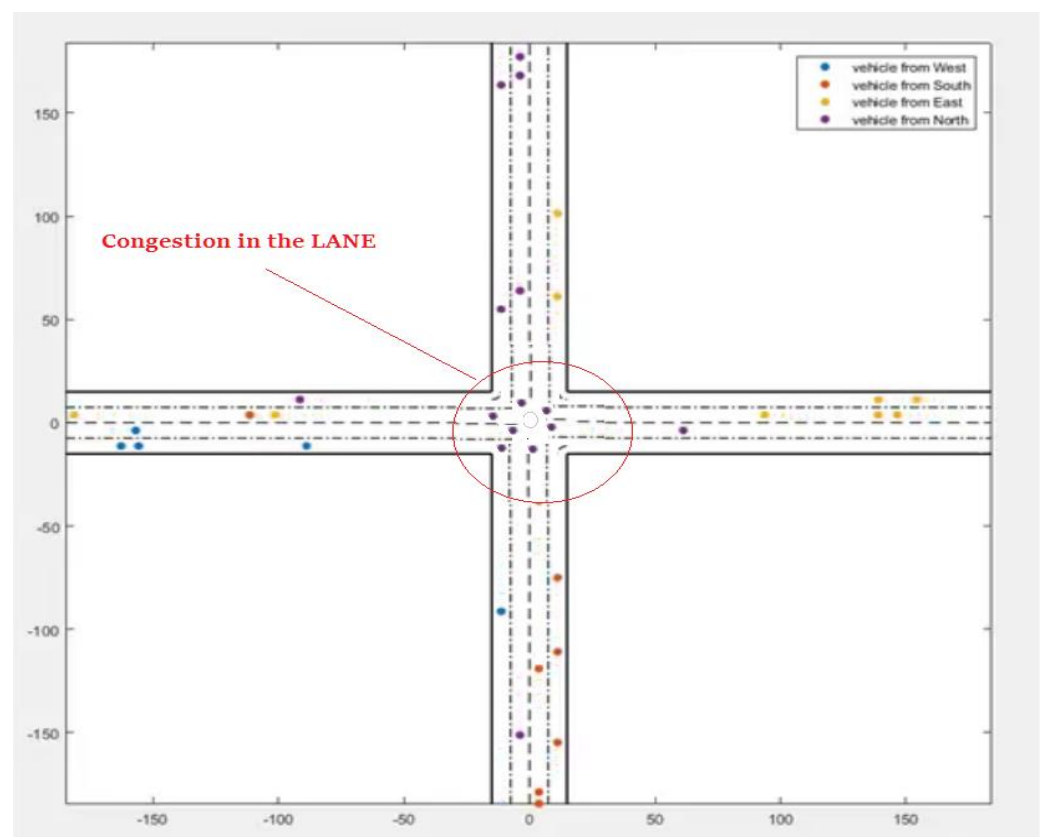 vehicle from West
vehicle from South
vehicle from East
vehicle from North
150
100
Congestion in the LANE
50
0
-50
-100
-150
-150
-100
-50
0
50
100
150